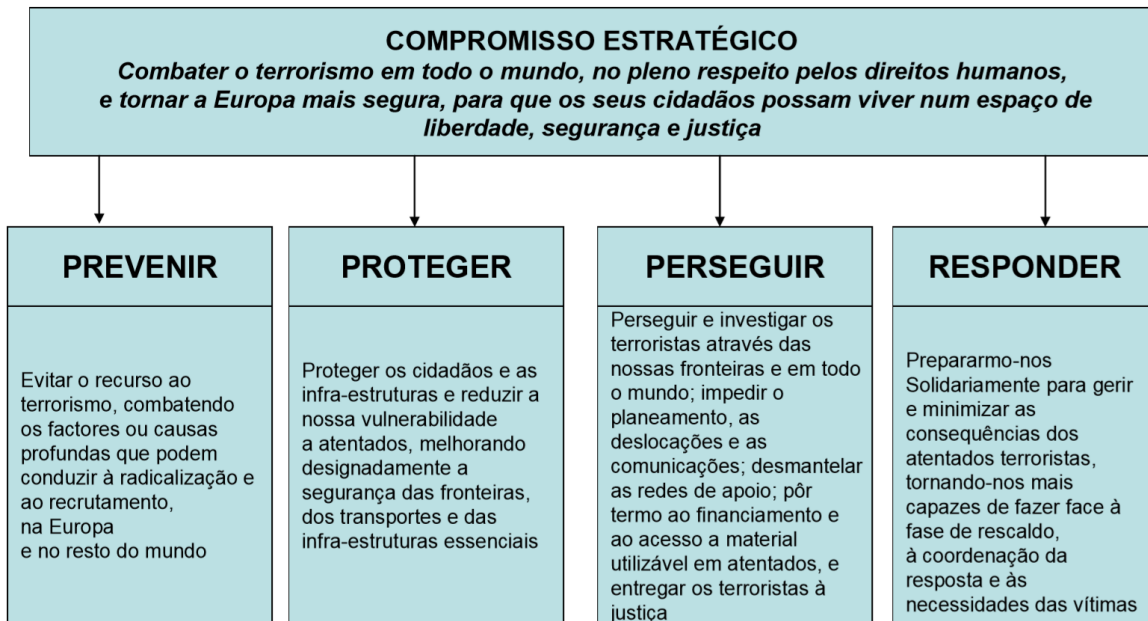 COMPROMISSO ESTRATÉGICO
Combater o terrorismo em todo o mundo, no pleno respeito pelos direitos humanos,
e tornar a Europa mais segura, para que os seus cidadãos possam viver num espaço de
liberdade, segurança e justiça
PREVENIR
Evitar o recurso ao
terrorismo, combatendo
os factores ou causas
profundas que podem
conduzir à radicalização e
ao recrutamento,
na Europa
e no resto do mundo
PROTEGER
Proteger os cidadãos e as
infra-estruturas e reduzir a
nossa vulnerabilidade
a atentados, melhorando
designadamente a
segurança das fronteiras,
dos transportes e das
infra-estruturas essenciais
PERSEGUIR
Perseguir e investigar os
terroristas através das
nossas fronteiras e em todo
o mundo; impedir o
planeamento, as
deslocações e as
comunicações; desmantelar
as redes de apoio; pôr
termo ao financiamento e
ao acesso a material
utilizável em atentados, e
entregar os terroristas à
justiça
RESPONDER
Prepararmo-nos
Solidariamente para gerir
e minimizar as
consequências dos
atentados terroristas,
tornando-nos mais
capazes de fazer face à
fase de rescaldo,
à coordenação da
resposta e às
necessidades das vítimas